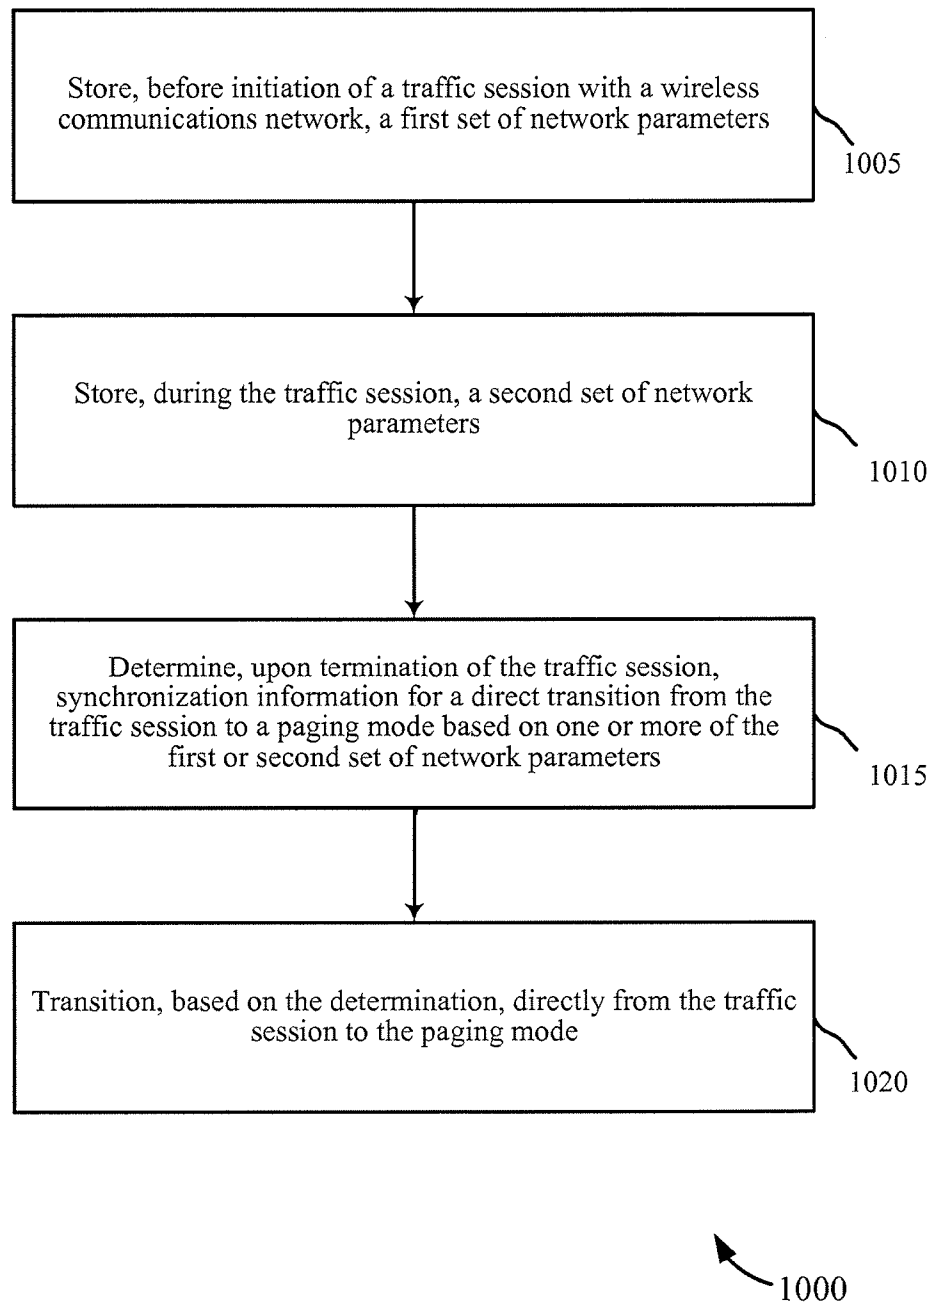 Store, before initiation of a traffic session with a wireless
communications network, a first set of network parameters
1005
Store, during the traffic session, a second set of network
parameters
1010
Determine, upon termination of the traffic session,
synchronization information for a direct transition from the
traffic session to a paging mode based on one or more of the
first or second set of network parameters
1015
Transition, based on the determination, directly from the traffic
session to the paging mode
1020
1000